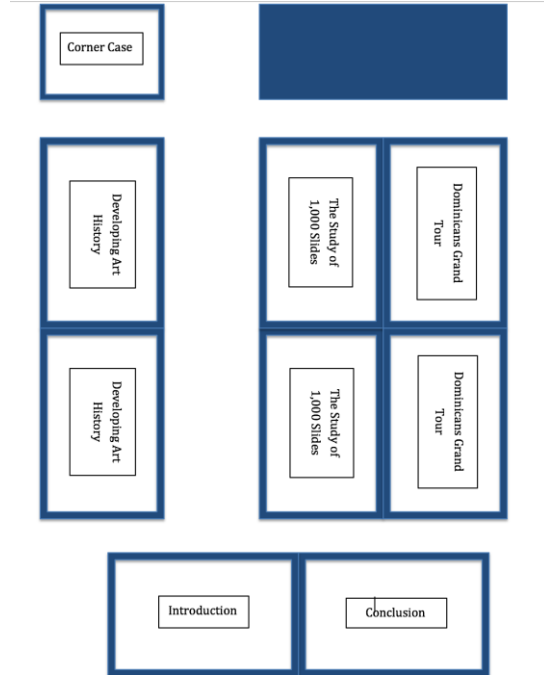 Corner Case
Developing Art
History
The Study of
1,000 Slides
Dominicans Grand
Tour
Developing Art
History
The Study of
1,000 Slides
Dominicans Grand
Tour
Introduction
Conclusion